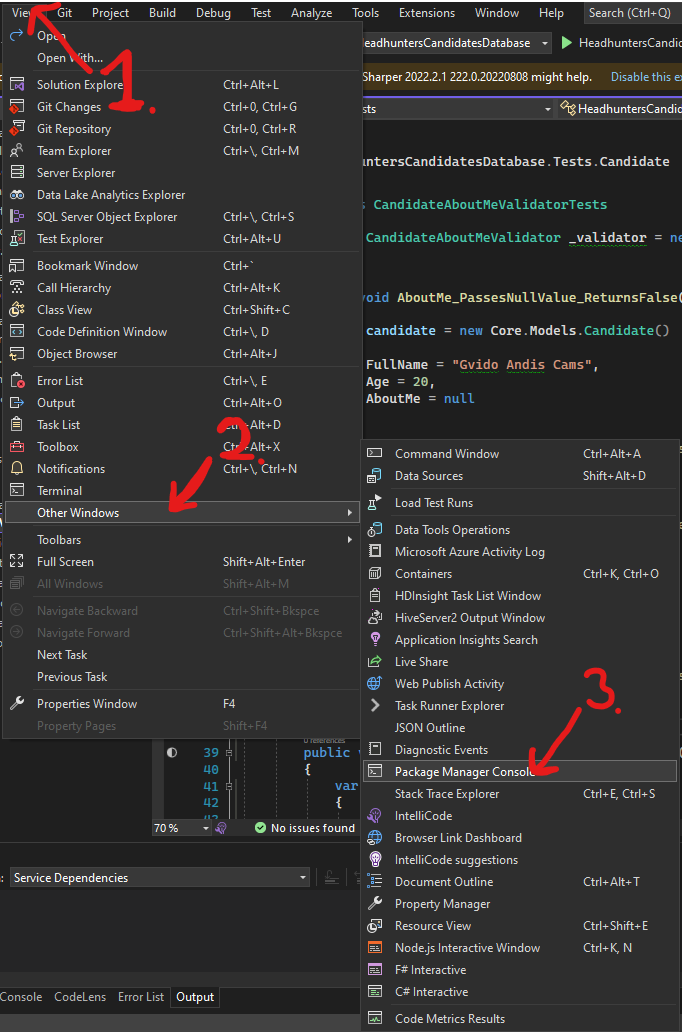 View Git Project Build Debug Test Analyze Tools Extensions Window Help Search (Ctrl+Q)
1.
Open
Open With...
HeadhuntersCandidatesDatabase HeadhuntersCandid
Sharper 2022.2.1 222.0.20220808 might help. Disable this ex
Solution Explorer Ctrl+Alt+L
Git Changes Ctrl+0, Ctrl+G
sts HeadhuntersCandid
Git Repository Ctrl+0, Ctrl+R
Team Explorer Ctrl+\, Ctrl+M
ntersCandidatesDatabase.Tests.Candidate
Server Explorer
Data Lake Analytics Explorer
s CandidateAboutMeValidatorTests
SQL Server Object Explorer Ctrl+\, Ctrl+S
Test Explorer Ctrl+Alt+U
CandidateAboutMeValidator _validator = ne
Bookmark Window Ctrl+`
Call Hierarchy Ctrl+Alt+K
void AboutMe_PassesNullValue_ReturnsFalse(
Class View Ctrl+Shift+C
Code Definition Window Ctrl+\, D
candidate = new Core.Models.Candidate()
Object Browser Ctrl+Alt+J
FullName = "Gvido Andis Cams",
Error List Ctrl+\, E
Age = 20,
Output Ctrl+Alt+O
AboutMe = null
Task List Ctrl+Alt+D
2.
Toolbox Ctrl+Alt+X
Notifications Ctrl+\, Ctrl+N
Terminal
Other Windows
Toolbars
Full Screen Shift+Alt+Enter
All Windows Shift+Alt+M
Navigate Backward Ctrl+Shift+Bkspce
Navigate Forward Ctrl+Shift+Alt+Bkspce
Next Task
Previous Task
Properties Window F4
Property Pages Shift+F4
Command Window Ctrl+Alt+A
Data Sources Shift+Alt+D
Load Test Runs
Data Tools Operations
Microsoft Azure Activity Log
Containers Ctrl+K, Ctrl+O
HDInsight Task List Window
HiveServer2 Output Window
Application Insights Search
Live Share
Web Publish Activity
3.
Task Runner Explorer
JSON Outline
Diagnostic Events
Package Manager Console
Stack Trace Explorer Ctrl+E, Ctrl+S
IntelliCode
Browser Link Dashboard
IntelliCode suggestions
Document Outline Ctrl+Alt+T
Property Manager
Resource View Ctrl+Shift+E
Node.js Interactive Window Ctrl+K, N
F# Interactive
C# Interactive
Code Metrics Results
0 references
39 public v
40 {
41 var
42 {
70 % No issues found
Service Dependencies
Console CodeLens Error List Output